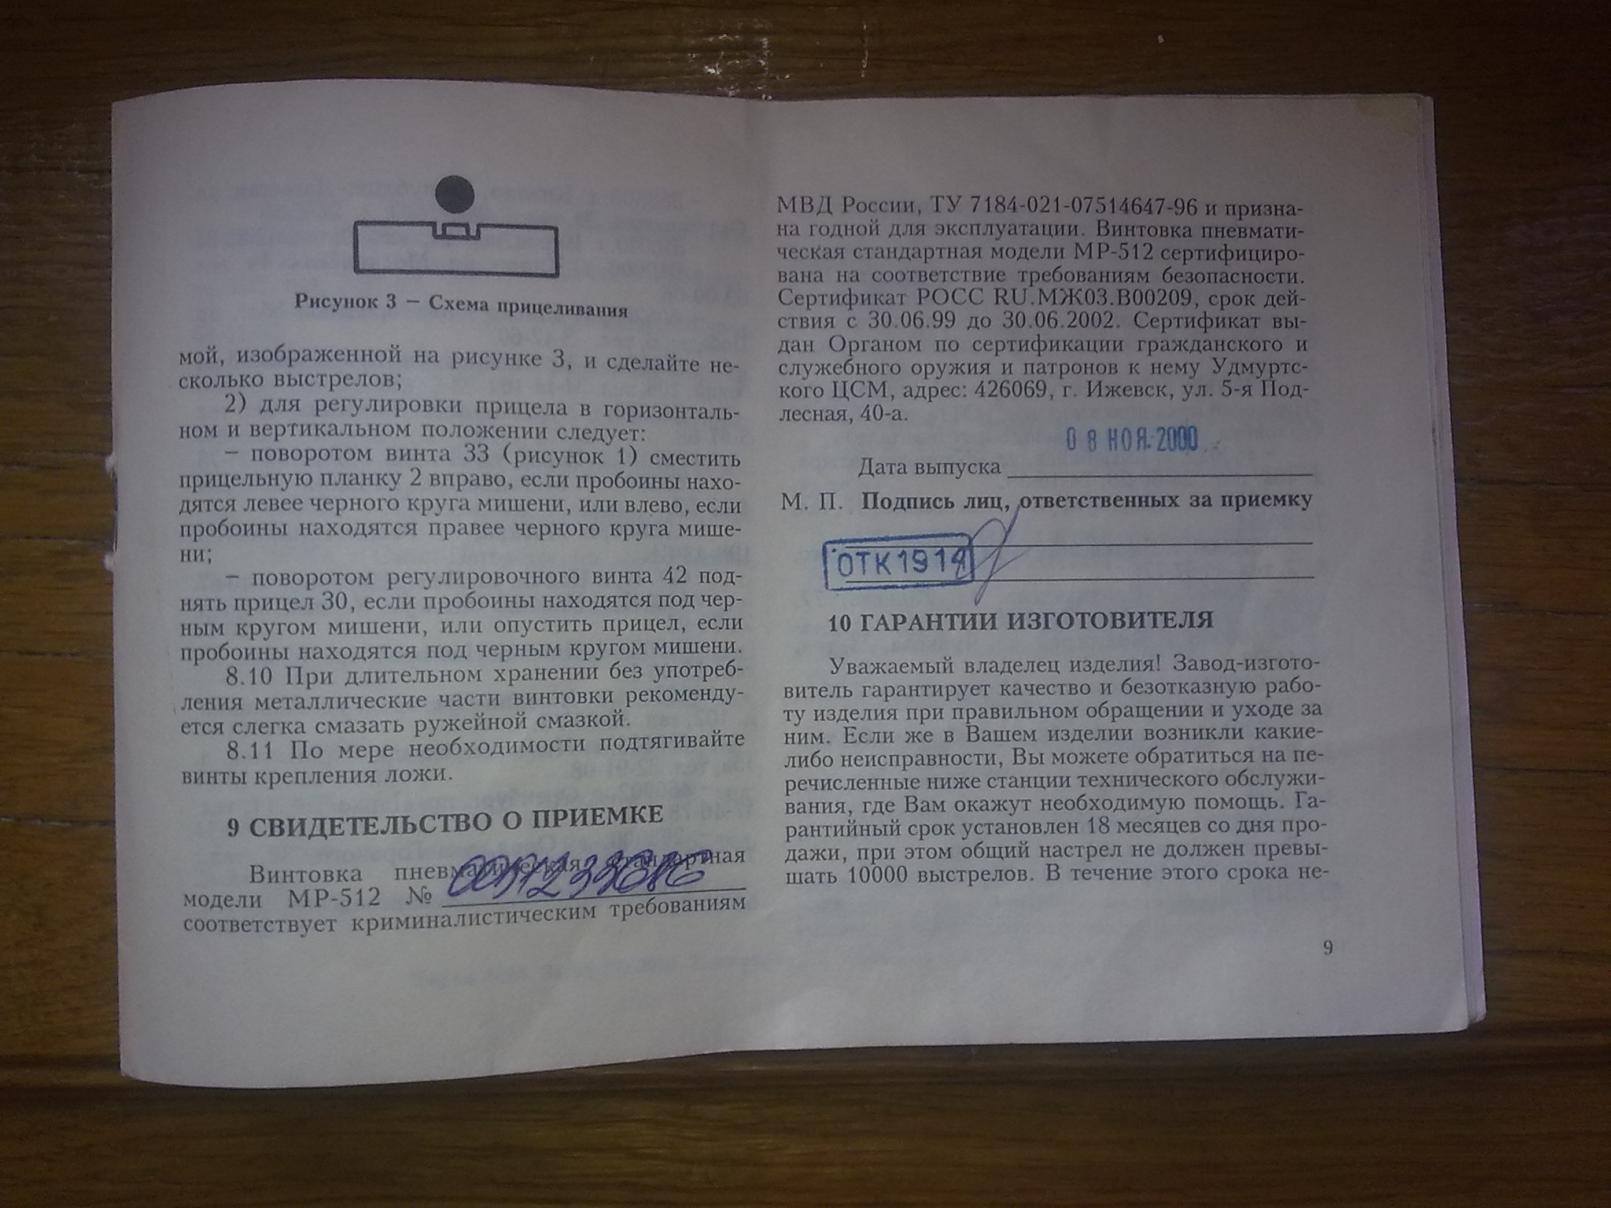 Рисунок 3 — Схема прицеливания
мой, изображенной на рисунке 3, и сделайте не-
сколько выстрелов;
2) для регулировки прицела в горизонталь-
ном и вертикальном положении следует:
— поворотом винта 33 (рисунок 1) сместить
прицельную планку 2 вправо, если пробоины нахо-
дятся левее черного круга мишени, или влево, если
пробоины находятся правее черного круга мише-
ни;
— поворотом регулировочного винта 42 под-
нять прицел 30, если пробоины находятся под чер-
ным кругом мишени, или опустить прицел, если
пробоины находятся под черным кругом мишени.
8.10 При длительном хранении без употреб-
ления металлические части винтовки рекоменду-
ется слегка смазать ружейной смазкой.
8.11 По мере необходимости подтягивайте
винты крепления ложи.
9 СВИДЕТЕЛЬСТВО О ПРИЕМКЕ
Винтовка пневматическая стандартная
модели МР-512 №
соответствует криминалистическим требованиям
МВД России, ТУ 7184-021-07514647-96 и призна-
на годной для эксплуатации. Винтовка пневмати-
ческая стандартная модели МР-512 сертифициро-
вана на соответствие требованиям безопасности.
Сертификат РОСС RU.МЖ03.В00209, срок дей-
ствия с 30.06.99 до 30.06.2002. Сертификат вы-
дан Органом по сертификации гражданского и
служебного оружия и патронов к нему Удмуртс-
кого ЦСМ, адрес: 426069, г. Ижевск, ул. 5-я Под-
лесная, 40-а.
08 НОЯ 2000
Дата выпуска
М. П. Подпись лиц, ответственных за приемку
ОТК1914
10 ГАРАНТИИ ИЗГОТОВИТЕЛЯ
Уважаемый владелец изделия! Завод-изгото-
витель гарантирует качество и безотказную рабо-
ту изделия при правильном обращении и уходе за
ним. Если же в Вашем изделии возникли какие-
либо неисправности, Вы можете обратиться на пе-
речисленные ниже станции технического обслужи-
вания, где Вам окажут необходимую помощь. Га-
рантийный срок установлен 18 месяцев со дня про-
дажи, при этом общий настрел не должен превы-
шать 10000 выстрелов. В течение этого срока не-
9